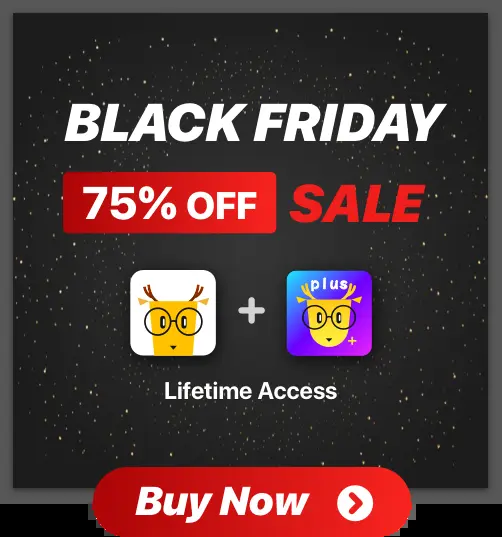 BLACK FRIDAY
75% OFF SALE
plus
Lifetime Access
Buy Now